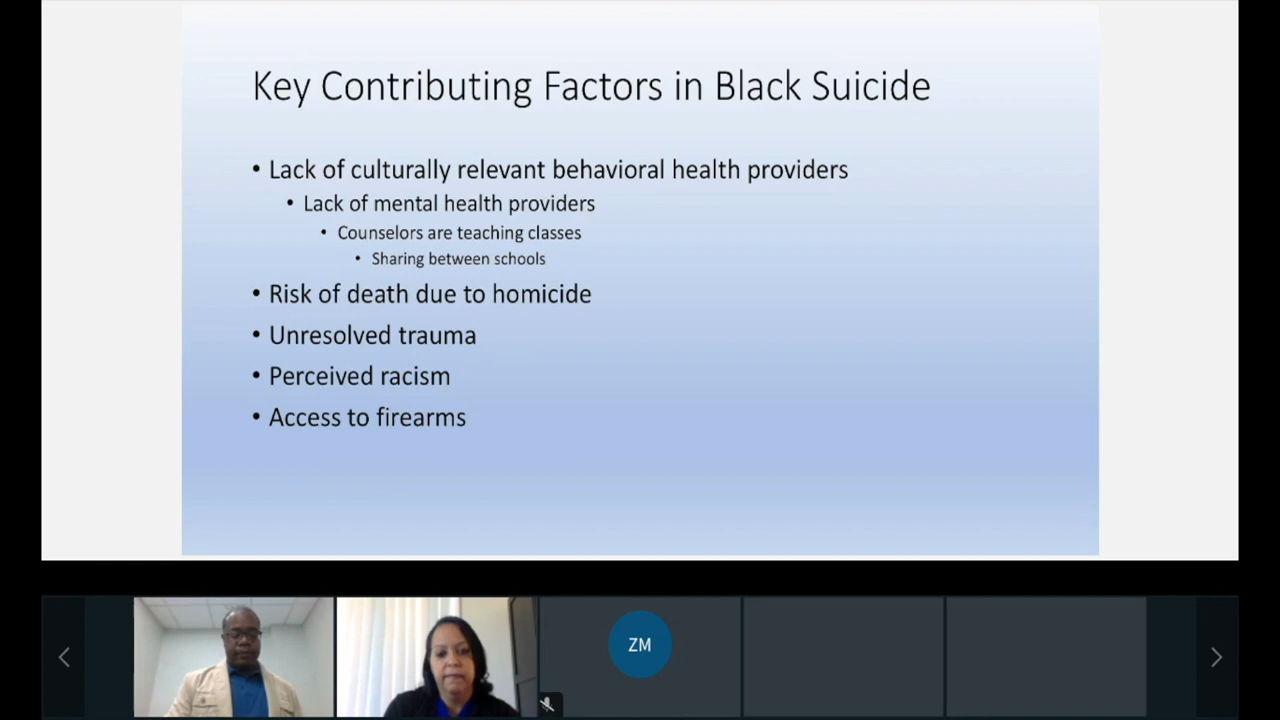 Key Contributing Factors in Black Suicide
• Lack of culturally relevant behavioral health providers
• Lack of mental health providers
• Counselors are teaching classes
• Sharing between schools
• Risk of death due to homicide
• Unresolved trauma
• Perceived racism
• Access to firearms
ZM